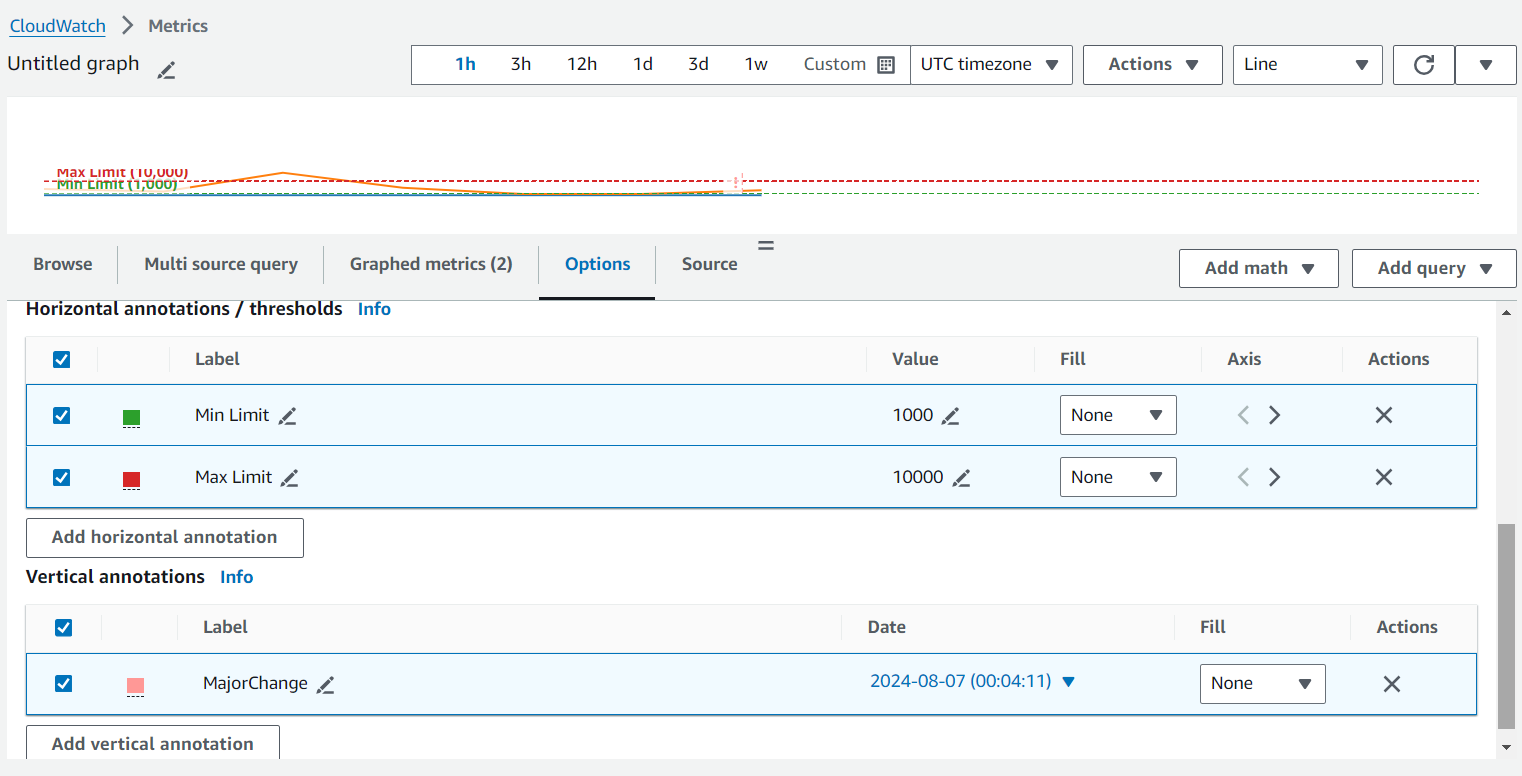 CloudWatch Metrics
Untitled graph
1h 3h 12h 1d 3d 1w Custom UTC timezone Actions Line
Max Limit (10,000)
Min Limit (1,000)
Browse Multi source query Graphed metrics (2) Options Source Add math Add query
Horizontal annotations / thresholds Info
Label Value Fill Axis Actions
Min Limit 1000 None
Max Limit 10000 None
Add horizontal annotation
Vertical annotations Info
Label Date Fill Actions
MajorChange 2024-08-07 (00:04:11) None
Add vertical annotation